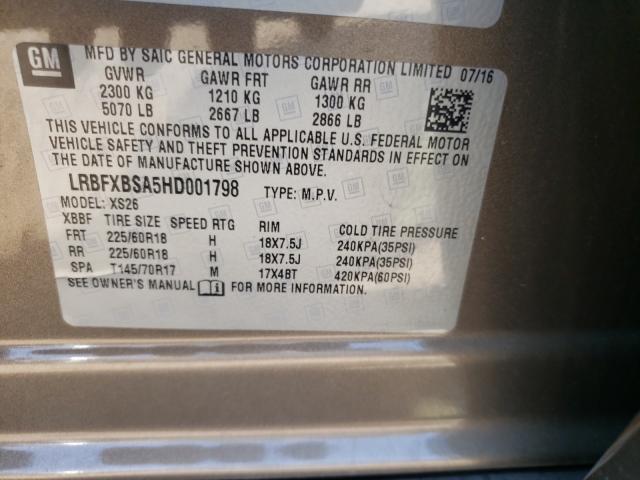 GM
MFD BY SAIC GENERAL MOTORS CORPORATION LIMITED 07/16
GVWR GAWR FRT GAWR RR
2300 KG 1210 KG 1300 KG
5070 LB 2667 LB 2866 LB
THIS VEHICLE CONFORMS TO ALL APPLICABLE U.S. FEDERAL MOTOR
VEHICLE SAFETY AND THEFT PREVENTION STANDARDS IN EFFECT ON
THE DATE OF MANUFACTURE SHOWN ABOVE.
LRBFXBSA5HD001798 TYPE: M.P.V.
MODEL: XS26
XBBF TIRE SIZE SPEED RTG RIM COLD TIRE PRESSURE
FRT 225/60R18 H 18X7.5J 240KPA(35PSI)
RR 225/60R18 H 18X7.5J 240KPA(35PSI)
SPA T145/70R17 M 17X4BT 420KPA(60PSI)
SEE OWNER'S MANUAL FOR MORE INFORMATION.